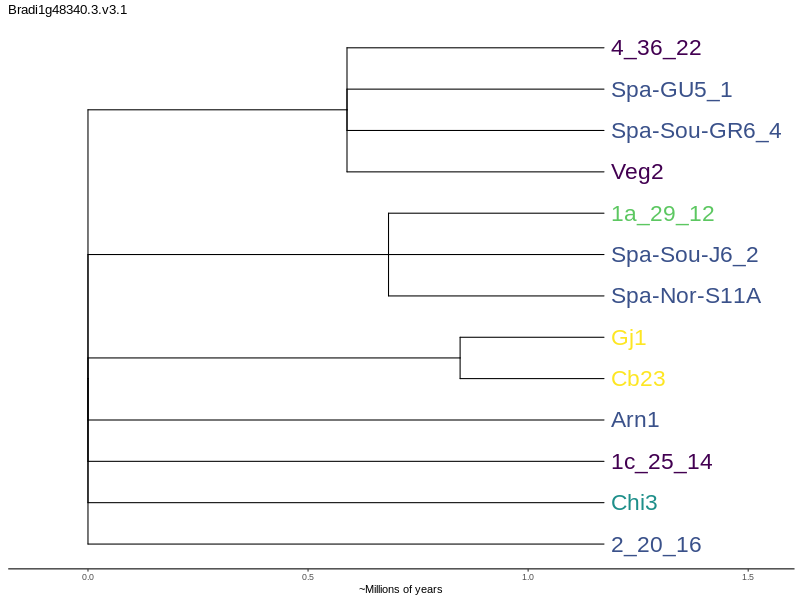 Bradi1g48340.3.v3.1
4_36_22
Spa-GU5_1
Spa-Sou-GR6_4
Veg2
1a_29_12
Spa-Sou-J6_2
Spa-Nor-S11A
Gj1
Cb23
Arn1
1c_25_14
Chi3
2_20_16
0.0 0.5 1.0 1.5
~Millions of years